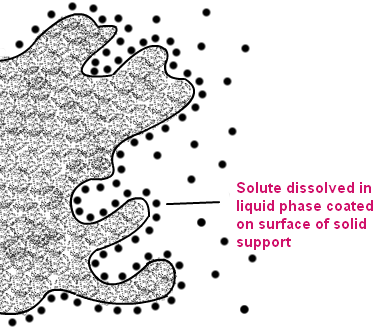 Solute dissolved in
liquid phase coated
on surface of solid
support